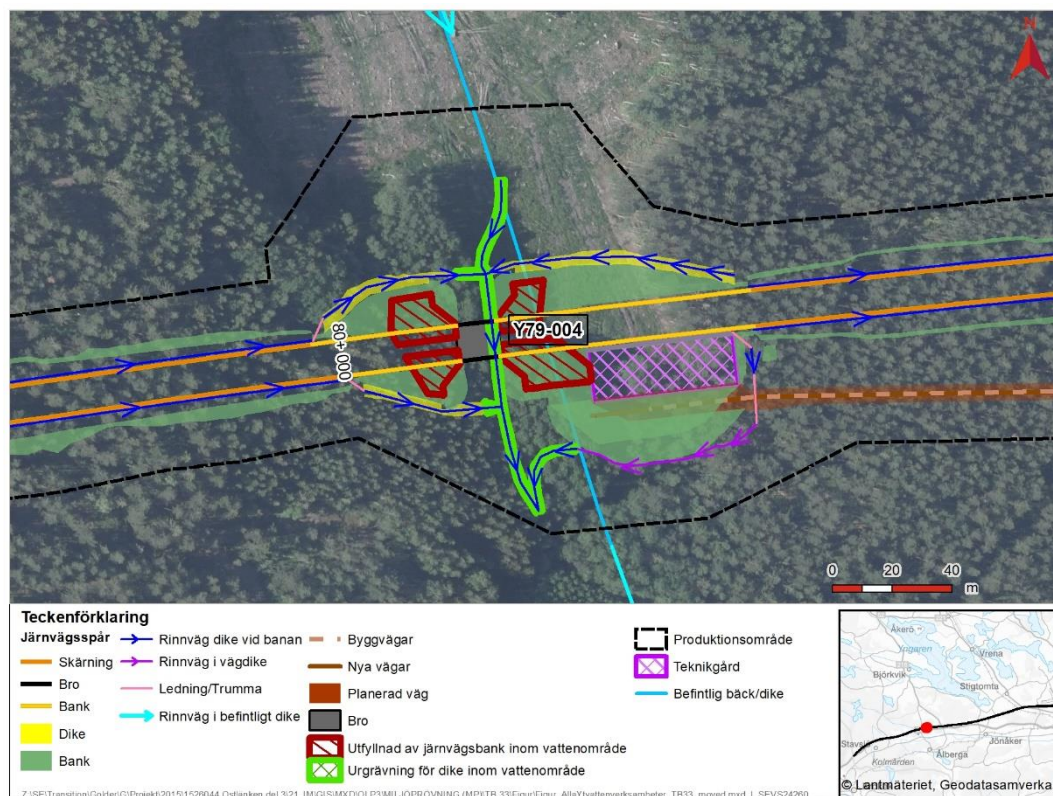 N
Y79-004
80+000
0 20 40
m
Teckenförklaring
Järnvägsspår
Skärning
Bro
Bank
Dike
Bank
Rinnväg dike vid banan
Rinnväg i vägdike
Ledning/Trumma
Rinnväg i befintligt dike
Byggvägar
Nya vägar
Planerad väg
Bro
Utfyllnad av järnvägsbank inom vattenområde
Urgrävning för dike inom vattenområde
Produktionsområde
Teknikgård
Befintlig bäck/dike
Åkerö
Yngaren
Vrena
Björkvik
Stigtomta
Stavsjö
Jönåker
Ålberga
Kolmården
© Lantmäteriet, Geodatasamverka